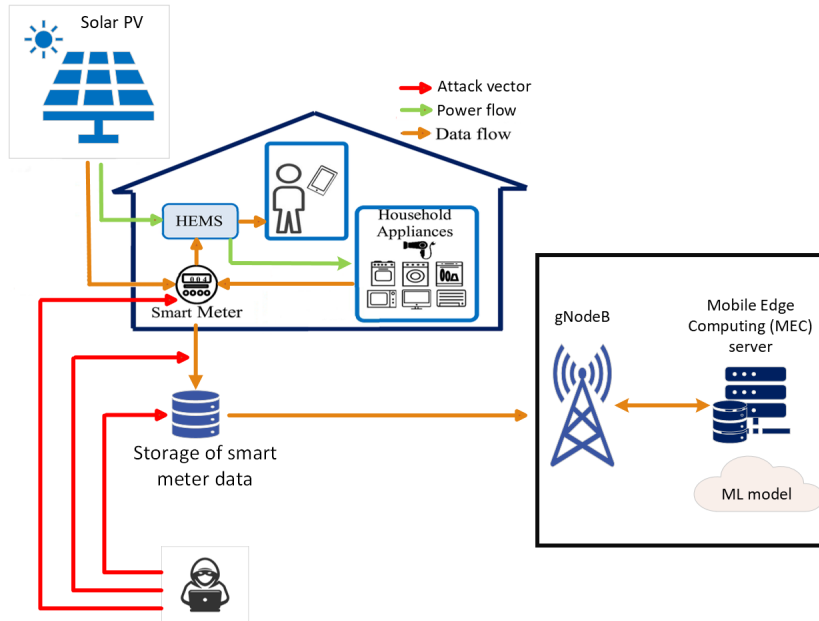 Solar PV
Attack vector
Power flow
Data flow
HEMS
Household
Appliances
Smart Meter
gNodeB
Mobile Edge
Computing (MEC)
server
Storage of smart
meter data
ML model